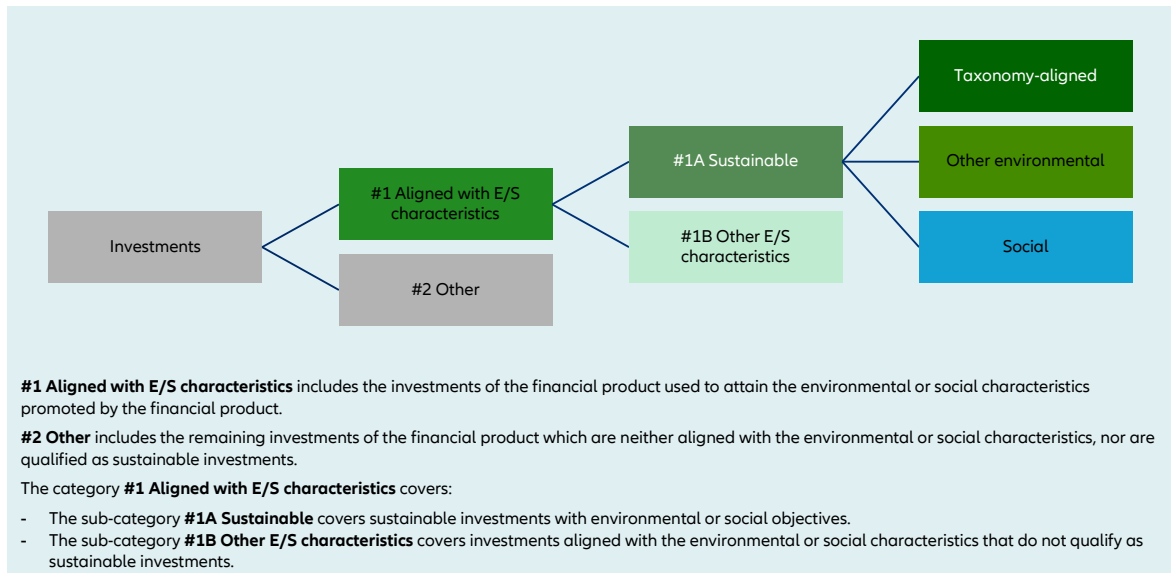 Taxonomy-aligned
#1A Sustainable
Other environmental
#1 Aligned with E/S
characteristics
Investments
#1B Other E/S
characteristics
Social
#2 Other
#1 Aligned with E/S characteristics includes the investments of the financial product used to attain the environmental or social characteristics
promoted by the financial product.
#2 Other includes the remaining investments of the financial product which are neither aligned with the environmental or social characteristics, nor are
qualified as sustainable investments.
The category #1 Aligned with E/S characteristics covers:
- The sub-category #1A Sustainable covers sustainable investments with environmental or social objectives.
- The sub-category #1B Other E/S characteristics covers investments aligned with the environmental or social characteristics that do not qualify as
sustainable investments.